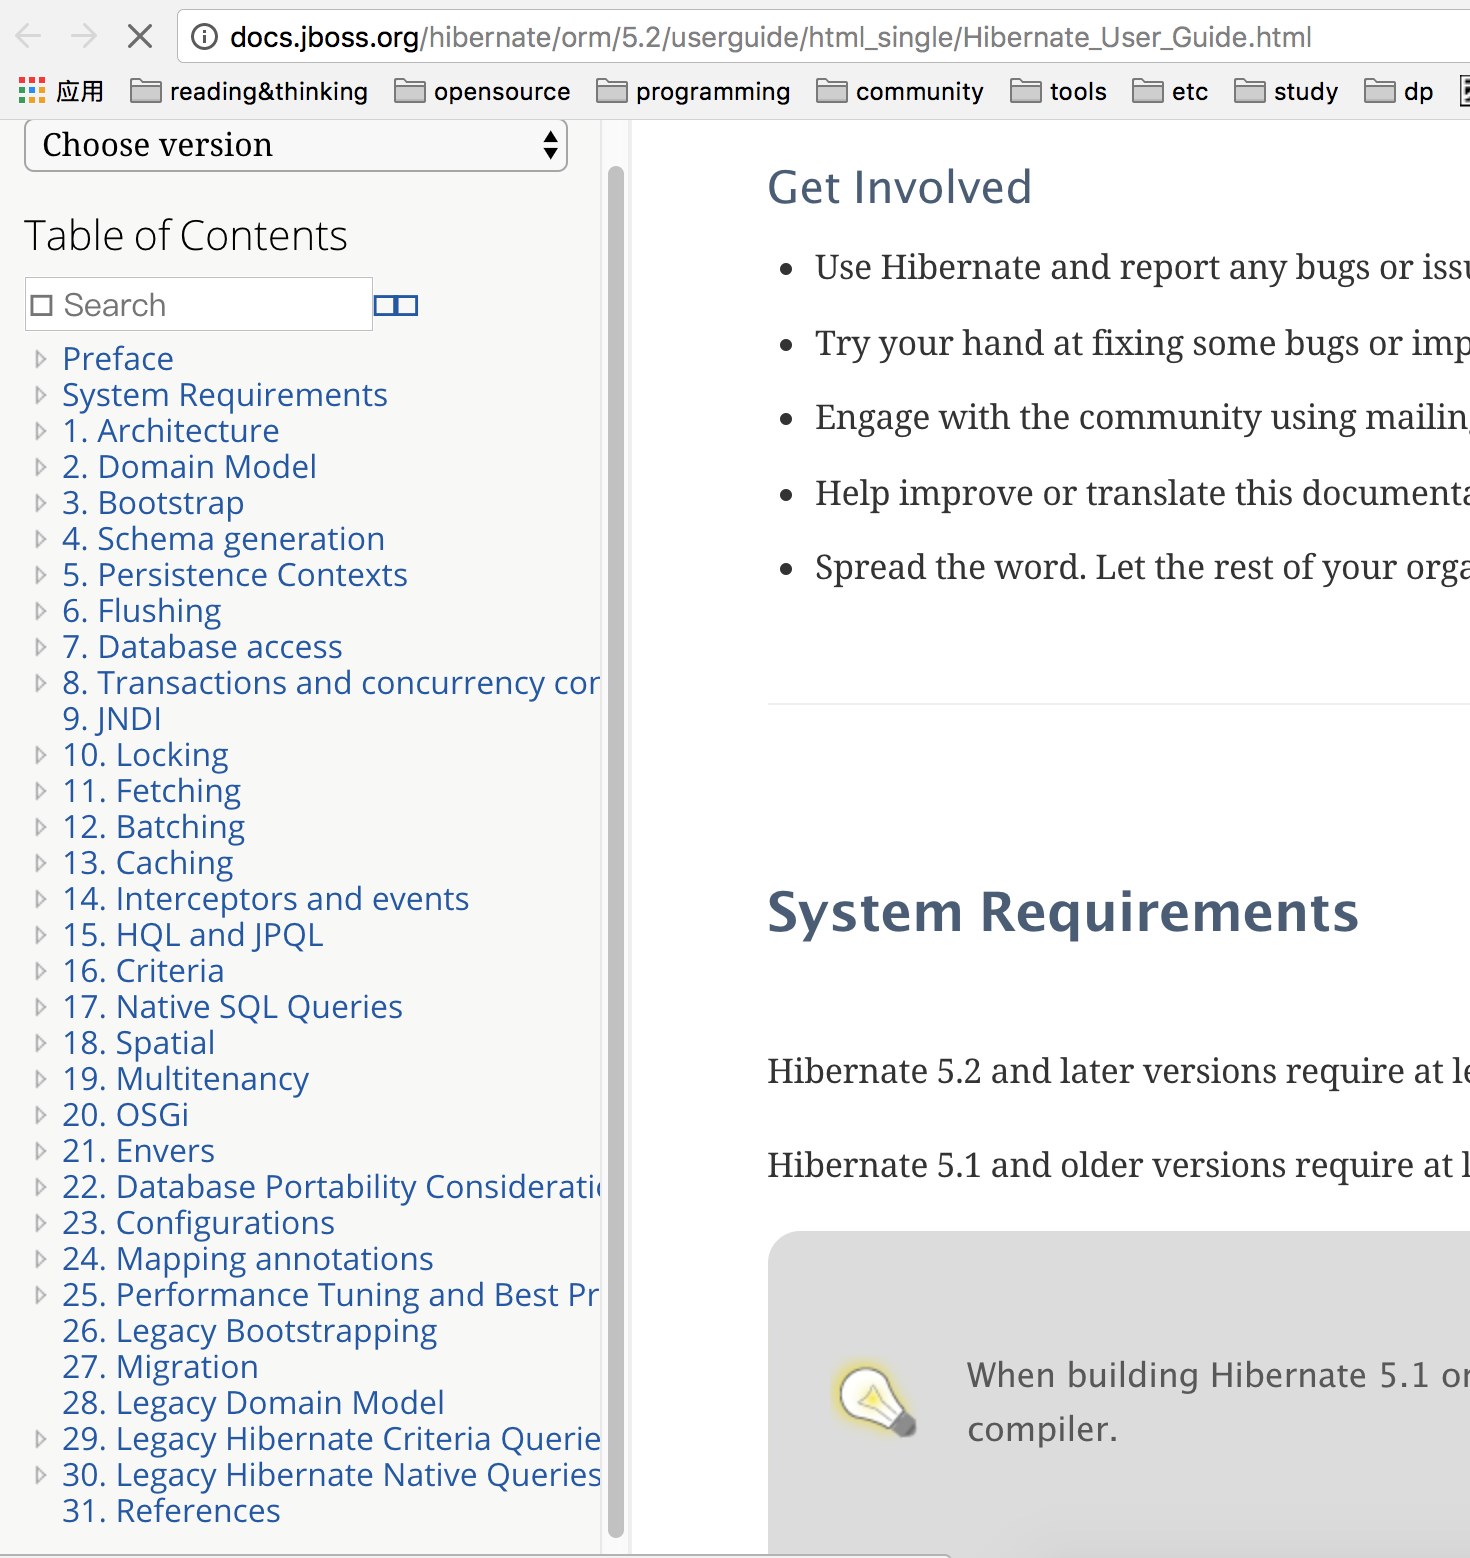 docs.jboss.org/hibernate/orm/5.2/userguide/html_single/Hibernate_User_Guide.html
应用 reading&thinking opensource programming community tools etc study dp
Choose version
Table of Contents
Search
Preface
System Requirements
1. Architecture
2. Domain Model
3. Bootstrap
4. Schema generation
5. Persistence Contexts
6. Flushing
7. Database access
8. Transactions and concurrency con
9. JNDI
10. Locking
11. Fetching
12. Batching
13. Caching
14. Interceptors and events
15. HQL and JPQL
16. Criteria
17. Native SQL Queries
18. Spatial
19. Multitenancy
20. OSGi
21. Envers
22. Database Portability Considerati
23. Configurations
24. Mapping annotations
25. Performance Tuning and Best Pr
26. Legacy Bootstrapping
27. Migration
28. Legacy Domain Model
29. Legacy Hibernate Criteria Querie
30. Legacy Hibernate Native Queries
31. References
Get Involved
Use Hibernate and report any bugs or issu
Try your hand at fixing some bugs or imp
Engage with the community using mailing
Help improve or translate this documenta
Spread the word. Let the rest of your orga
System Requirements
Hibernate 5.2 and later versions require at le
Hibernate 5.1 and older versions require at l
When building Hibernate 5.1 or
compiler.